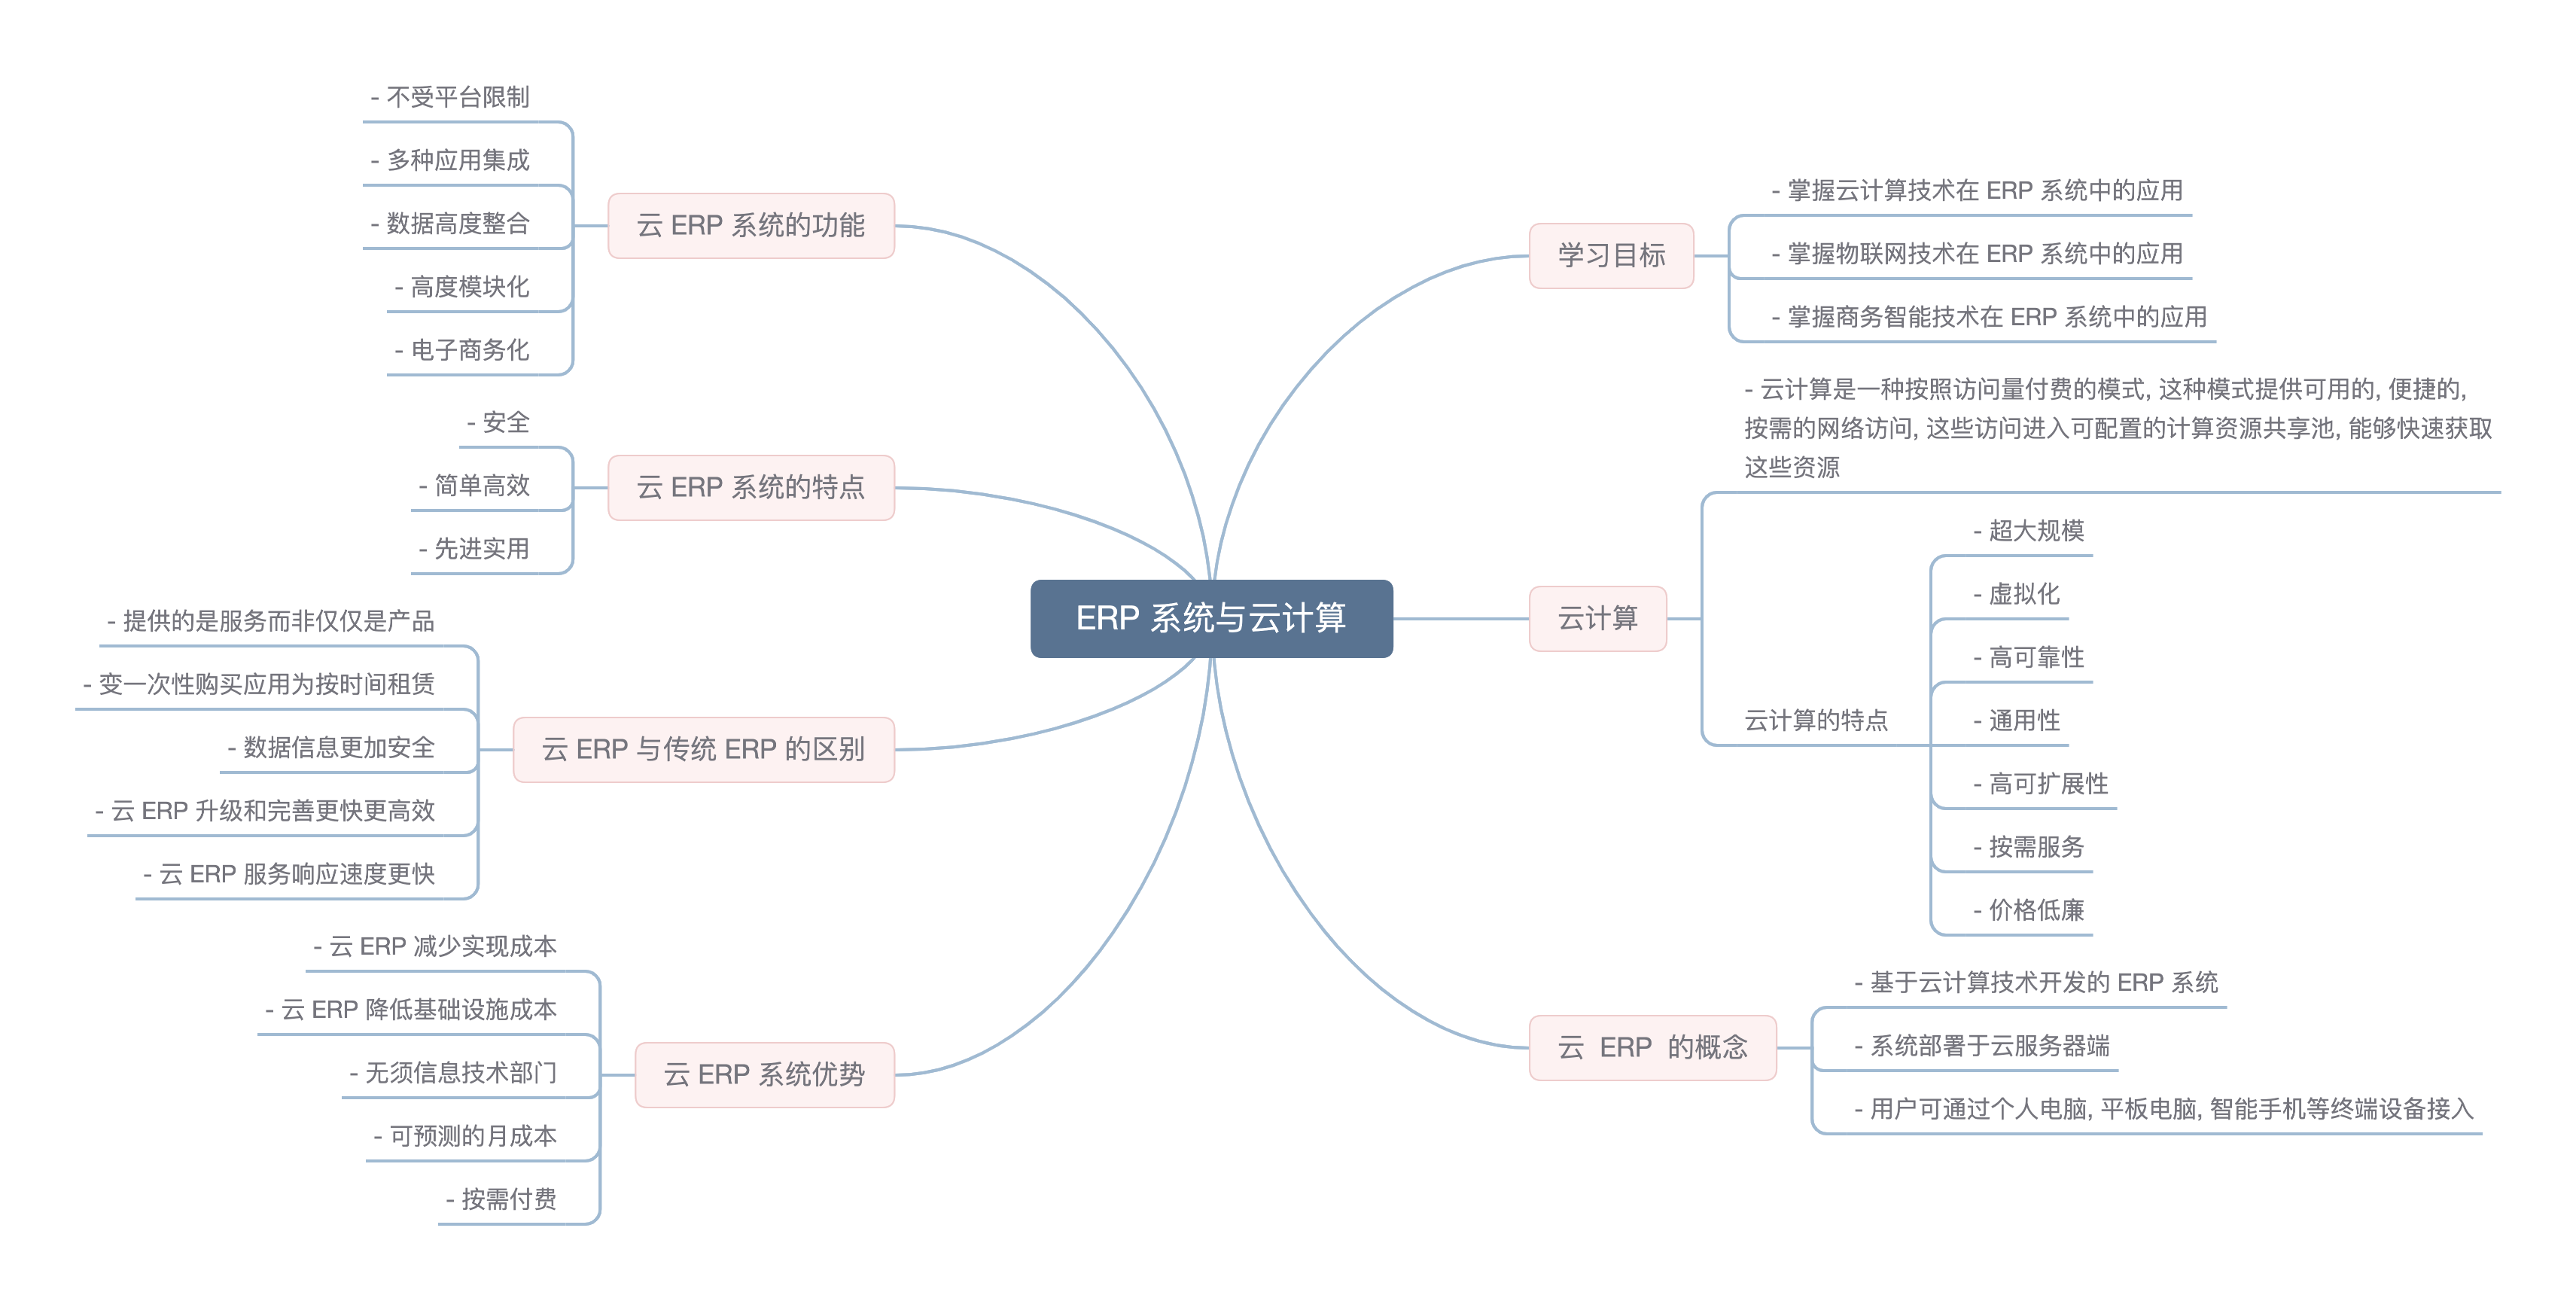 ERP 系统与云计算
学习目标
- 掌握云计算技术在 ERP 系统中的应用
- 掌握物联网技术在 ERP 系统中的应用
- 掌握商务智能技术在 ERP 系统中的应用
云计算
- 云计算是一种按照访问量付费的模式, 这种模式提供可用的, 便捷的,
按需的网络访问, 这些访问进入可配置的计算资源共享池, 能够快速获取
这些资源
云计算的特点
- 超大规模
- 虚拟化
- 高可靠性
- 通用性
- 高可扩展性
- 按需服务
- 价格低廉
云 ERP 的概念
- 基于云计算技术开发的 ERP 系统
- 系统部署于云服务器端
- 用户可通过个人电脑, 平板电脑, 智能手机等终端设备接入
云 ERP 系统的功能
- 不受平台限制
- 多种应用集成
- 数据高度整合
- 高度模块化
- 电子商务化
云 ERP 系统的特点
- 安全
- 简单高效
- 先进实用
云 ERP 与传统 ERP 的区别
- 提供的是服务而非仅仅是产品
- 变一次性购买应用为按时间租赁
- 数据信息更加安全
- 云 ERP 升级和完善更快更高效
- 云 ERP 服务响应速度更快
云 ERP 系统优势
- 云 ERP 减少实现成本
- 云 ERP 降低基础设施成本
- 无须信息技术部门
- 可预测的月成本
- 按需付费